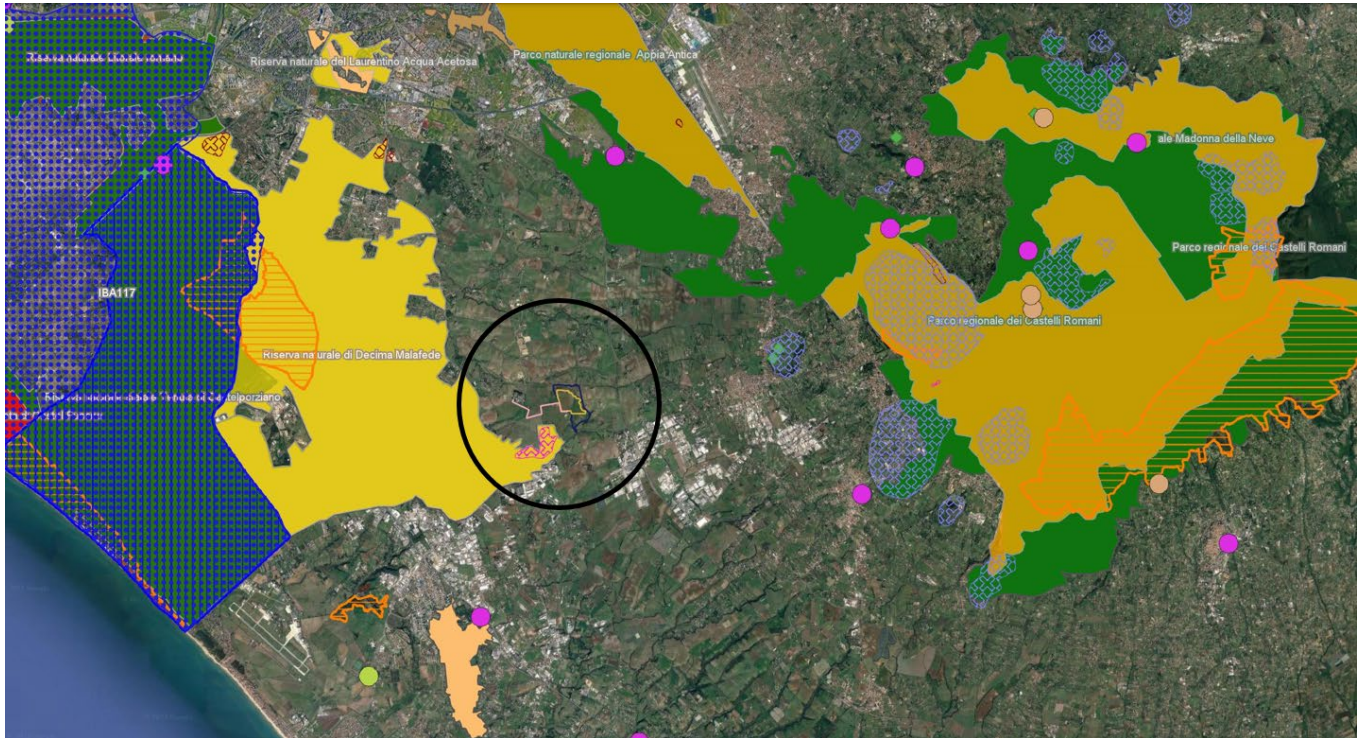 Parco naturale regionale Appia Antica
Riserva naturale del Laurentino Acqua Acetosa
ale Madonna della Neve
Parco regionale dei Castelli Romani
IBA117
Parco regionale dei Castelli Romani
Riserva naturale di Decima Malafede